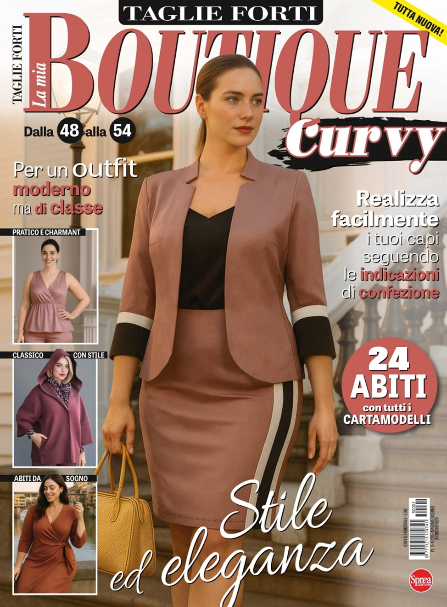 TAGLIE FORTI
TUTTA NUOVA!
TAGLIE FORTI
La mia
BOUTIQUE
Curvy
Dalla 48 alla 54
Per un outfit
moderno
ma di classe
PRATICO E CHARMANT
CLASSICO CON STILE
ABITI DA SOGNO
Realizza
facilmente
i tuoi capi
seguendo
le indicazioni
di confezione
24
ABITI
con tutti i
CARTAMODELLI
Stile
ed eleganza
Sprea